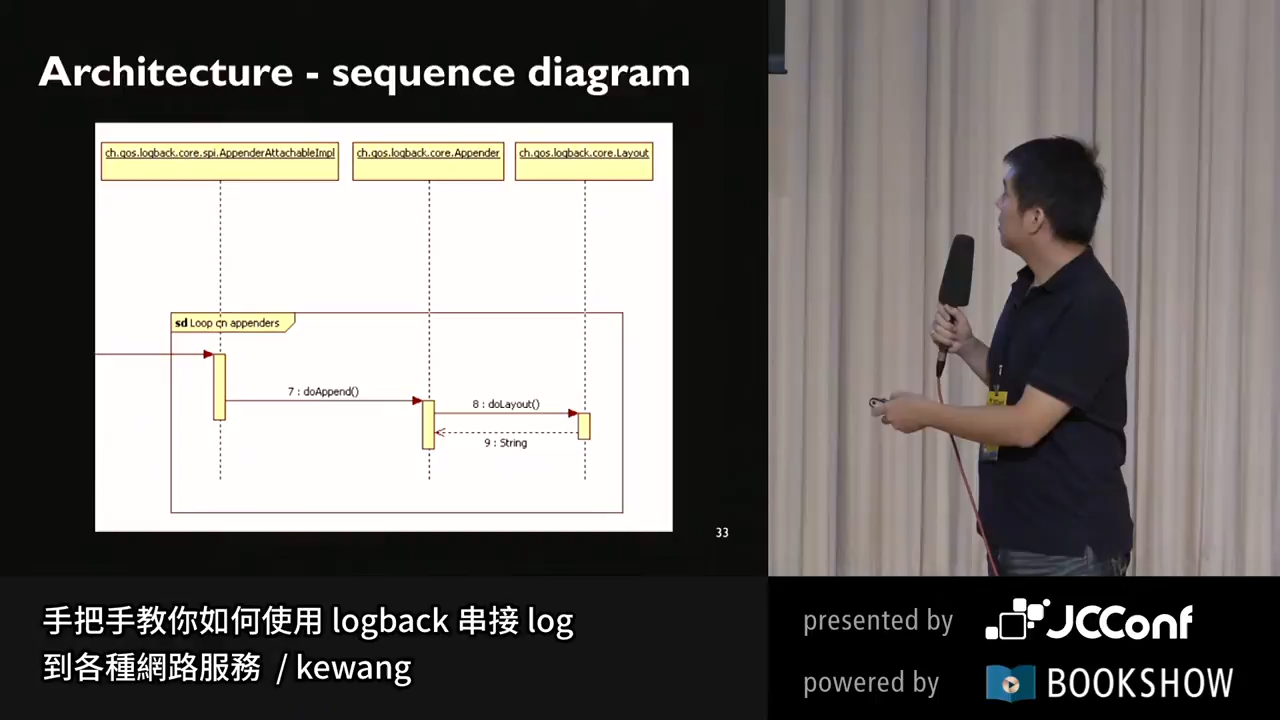 Architecture - sequence diagram
ch.qos.logback.core.spi.AppenderAttachableImpl
ch.qos.logback.core.Appender
ch.qos.logback.core.Layout
sd Loop on appenders
7 : doAppend()
8 : doLayout()
9 : String
33
手把手教你如何使用 logback 串接 log
到各種網路服務 / kewang
presented by JCConf
powered by BOOKSHOW